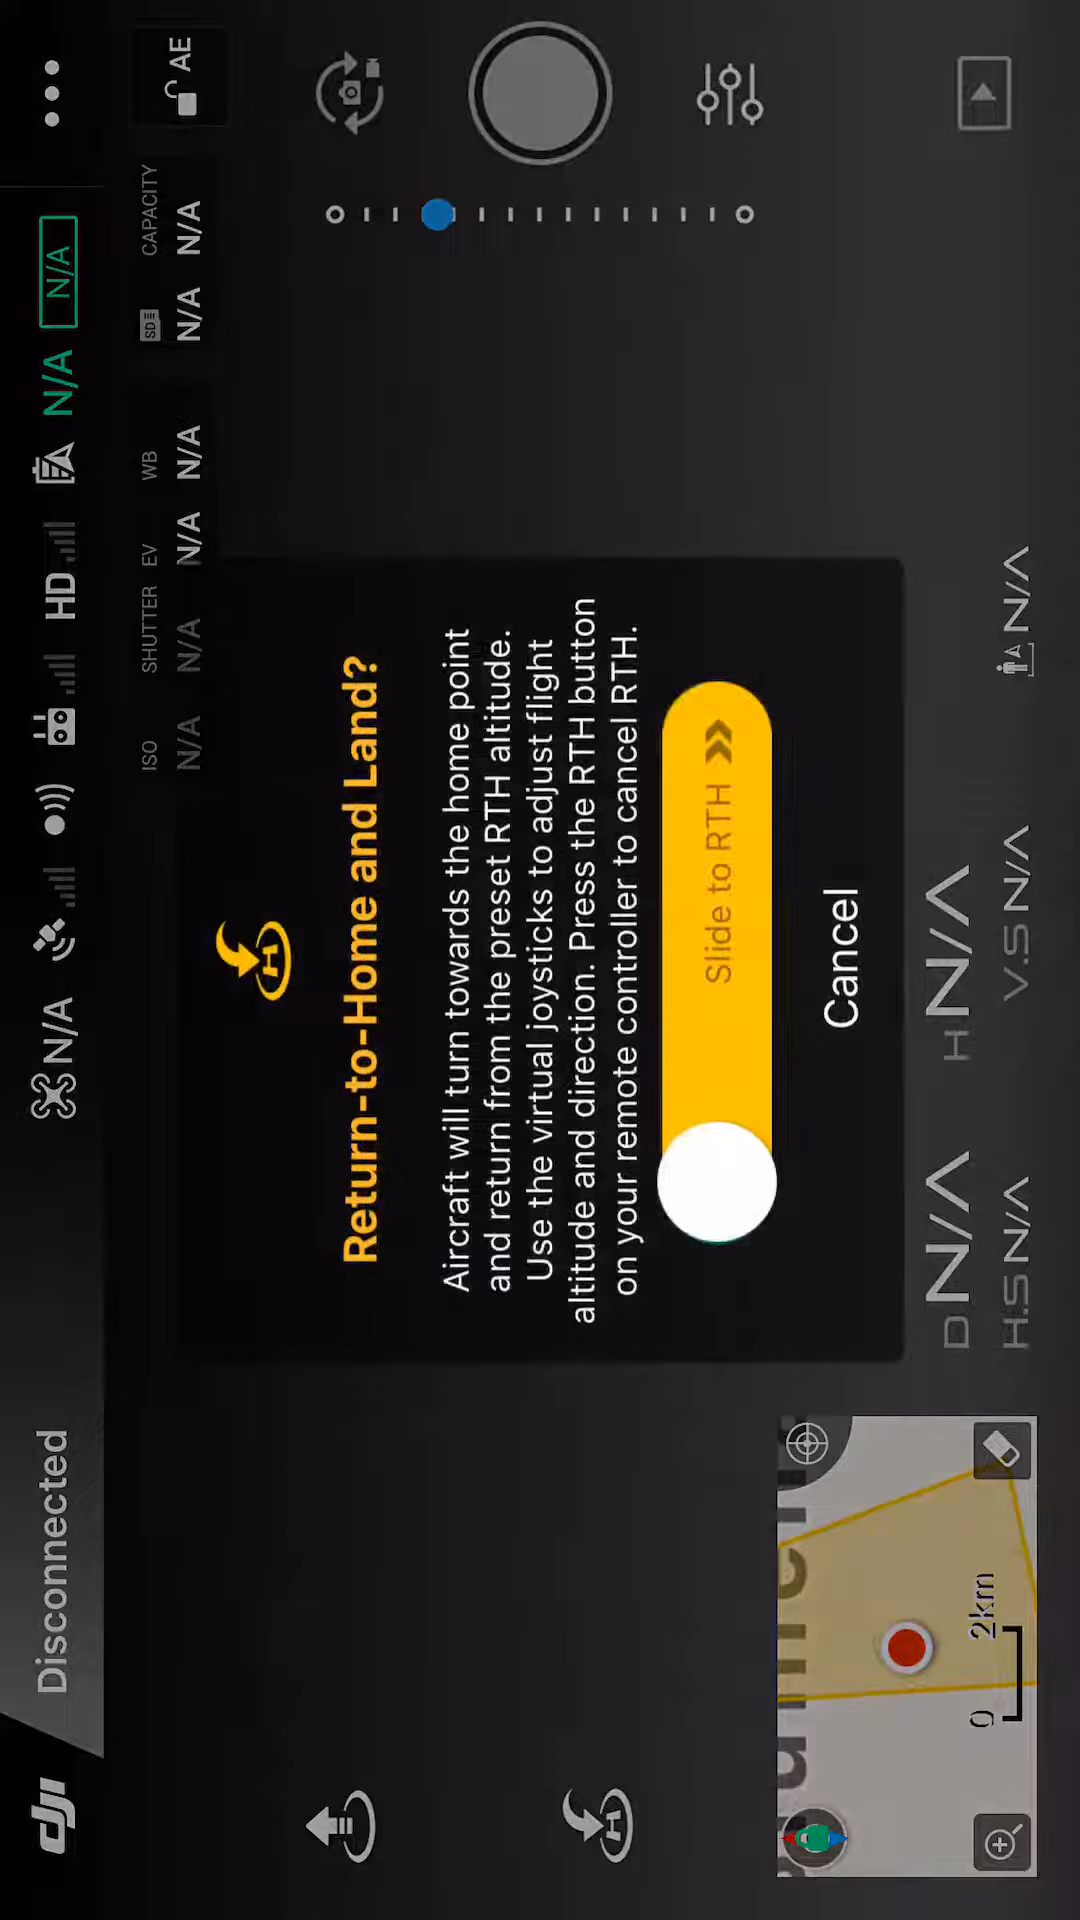 dji
Disconnected
N/A
HD
N/A
N/A
AE
ISO
N/A
SHUTTER
N/A
EV
N/A
WB
N/A
SD
N/A
CAPACITY
N/A
Return-to-Home and Land?
Aircraft will turn towards the home point
and return from the preset RTH altitude.
Use the virtual joysticks to adjust flight
altitude and direction. Press the RTH button
on your remote controller to cancel RTH.
Slide to RTH
Cancel
D N/A
H N/A
H.S N/A
V.S N/A
N/A
0 2km
H
H